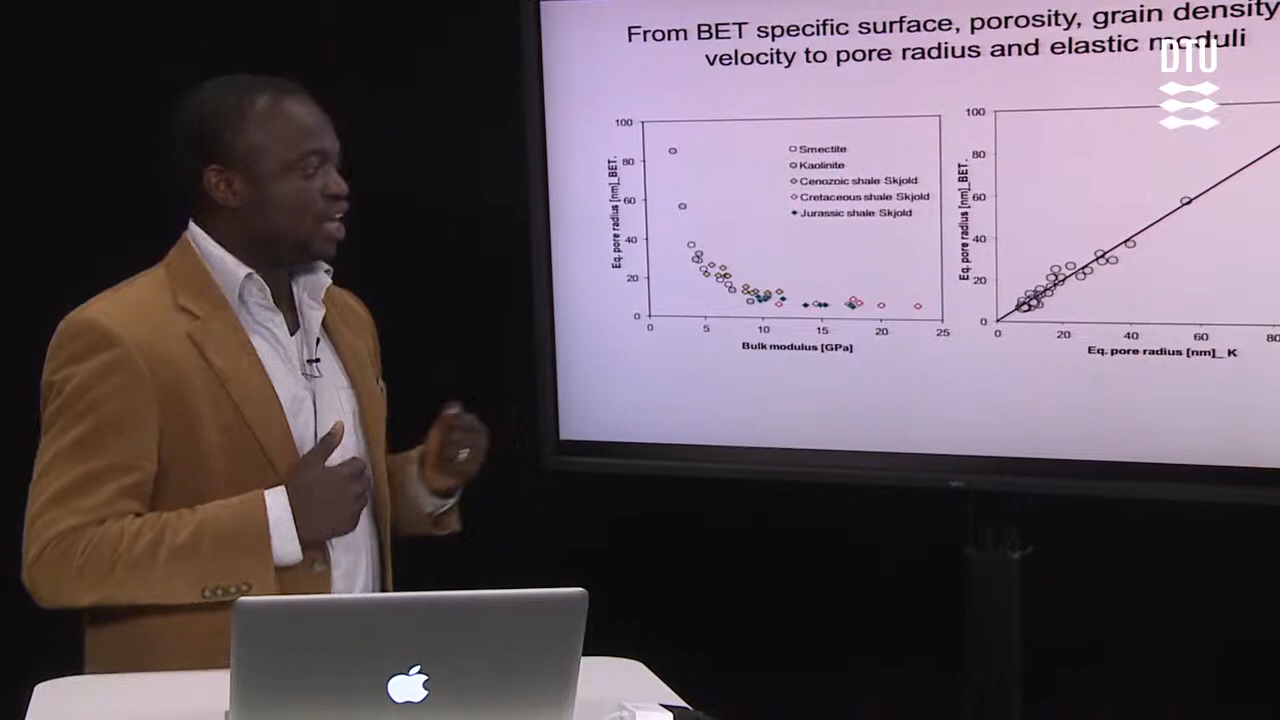 From BET specific surface, porosity, grain density
velocity to pore radius and elastic moduli
DTU
100
80
60
40
20
0
Eq. pore radius [nm]_BET.
Smectite
Kaolinite
Cenozoic shale Skjold
Cretaceous shale Skjold
Jurassic shale Skjold
0 5 10 15 20 25
Bulk modulus [GPa]
100
80
60
40
20
0
Eq. pore radius [nm]_BET.
0 20 40 60 80
Eq. pore radius [nm]_ K